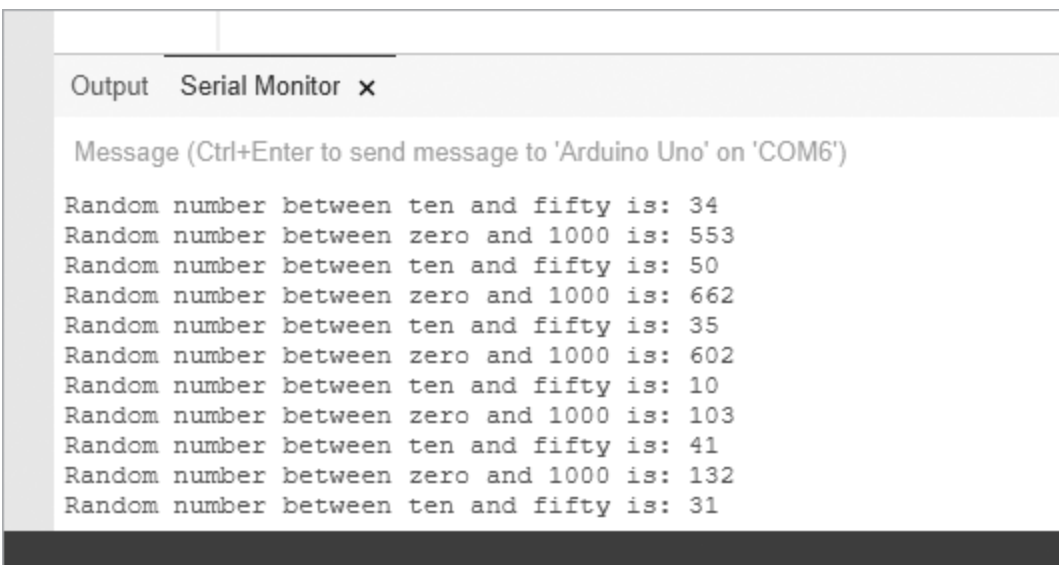 Output Serial Monitor x
Message (Ctrl+Enter to send message to 'Arduino Uno' on 'COM6')
Random number between ten and fifty is: 34
Random number between zero and 1000 is: 553
Random number between ten and fifty is: 50
Random number between zero and 1000 is: 662
Random number between ten and fifty is: 35
Random number between zero and 1000 is: 602
Random number between ten and fifty is: 10
Random number between zero and 1000 is: 103
Random number between ten and fifty is: 41
Random number between zero and 1000 is: 132
Random number between ten and fifty is: 31